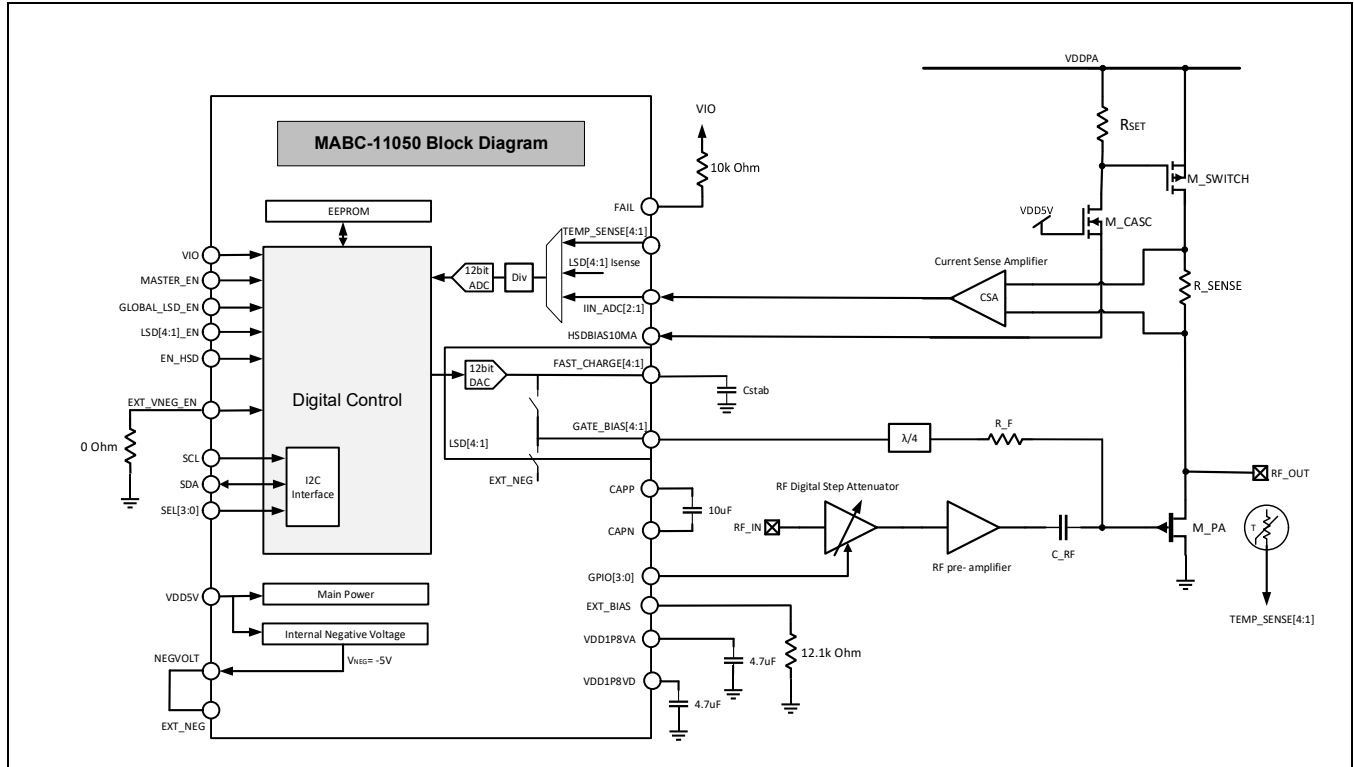 VDDPA
MABC-11050 Block Diagram
VIO
10k Ohm
RSET
M_SWITCH
EEPROM
FAIL
TEMP_SENSE[4:1]
VDD5V
M_CASC
VIO
MASTER_EN
GLOBAL_LSD_EN
LSD[4:1]_EN
EN_HSD
12bit
ADC
Div
LSD[4:1] Isense
IIN_ADC[2:1]
Current Sense Amplifier
CSA
R_SENSE
HSDBIAS10MA
12bit
DAC
FAST_CHARGE[4:1]
Cstab
Digital Control
EXT_VNEG_EN
0 Ohm
LSD[4:1]
GATE_BIAS[4:1]
λ/4
R_F
EXT_NEG
SCL
SDA
SEL[3:0]
I2C
Interface
CAPP
10uF
CAPN
RF Digital Step Attenuator
RF_IN
RF pre- amplifier
C_RF
RF_OUT
M_PA
T
TEMP_SENSE[4:1]
GPIO[3:0]
EXT_BIAS
12.1k Ohm
VDD1P8VA
4.7uF
VDD1P8VD
4.7uF
VDD5V
Main Power
Internal Negative Voltage
NEGVOLT
VNEG= -5V
EXT_NEG